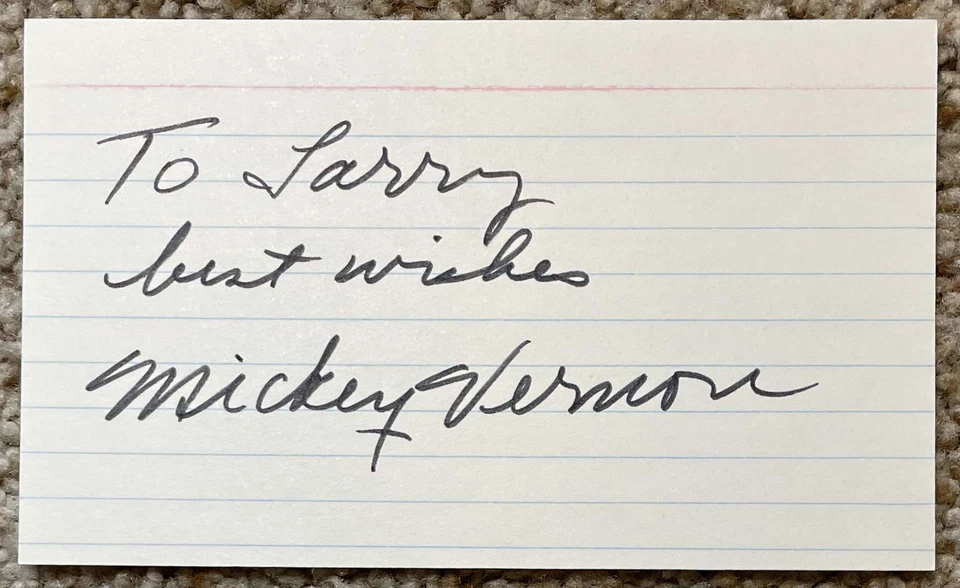 To Larry
best wishes
Mickey Vernon